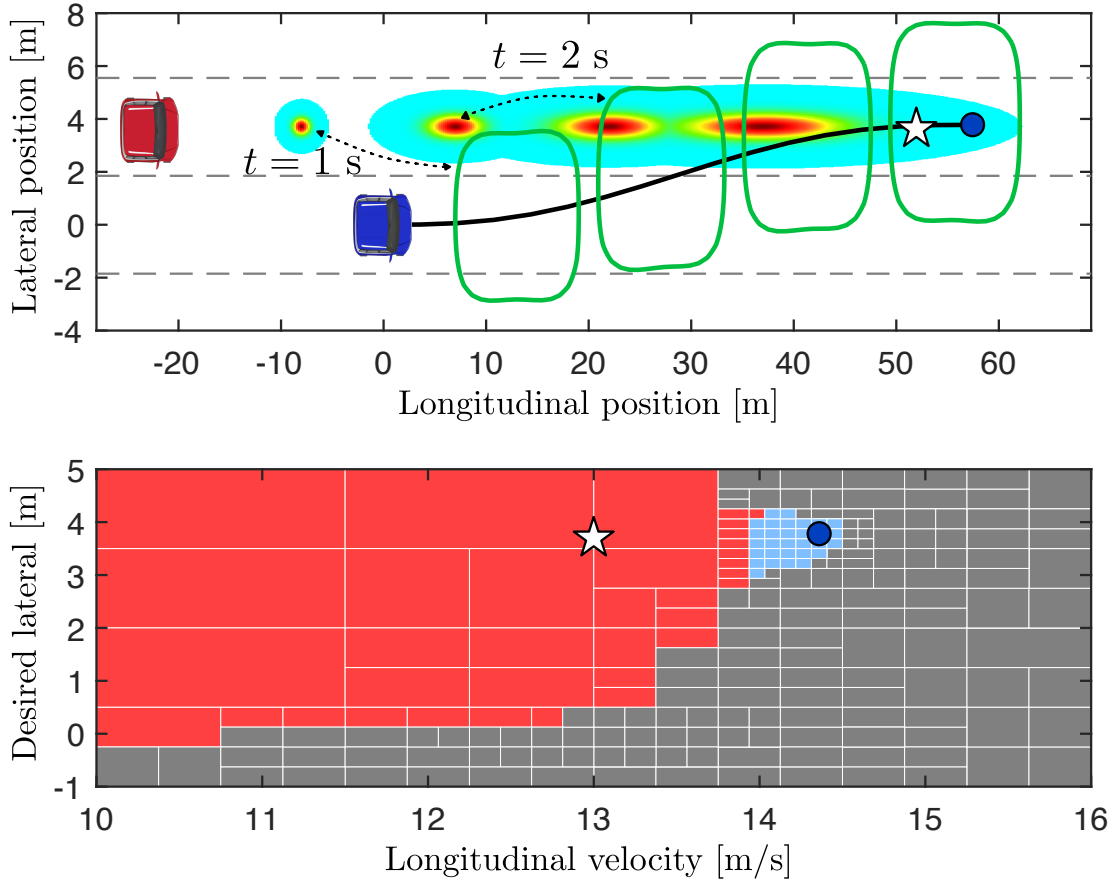 8
6
4
2
0
-2
-4
Lateral position [m]
t = 2 s
t = 1 s
-20 -10 0 10 20 30 40 50 60
Longitudinal position [m]
5
4
3
2
1
0
-1
Desired lateral [m]
10 11 12 13 14 15 16
Longitudinal velocity [m/s]